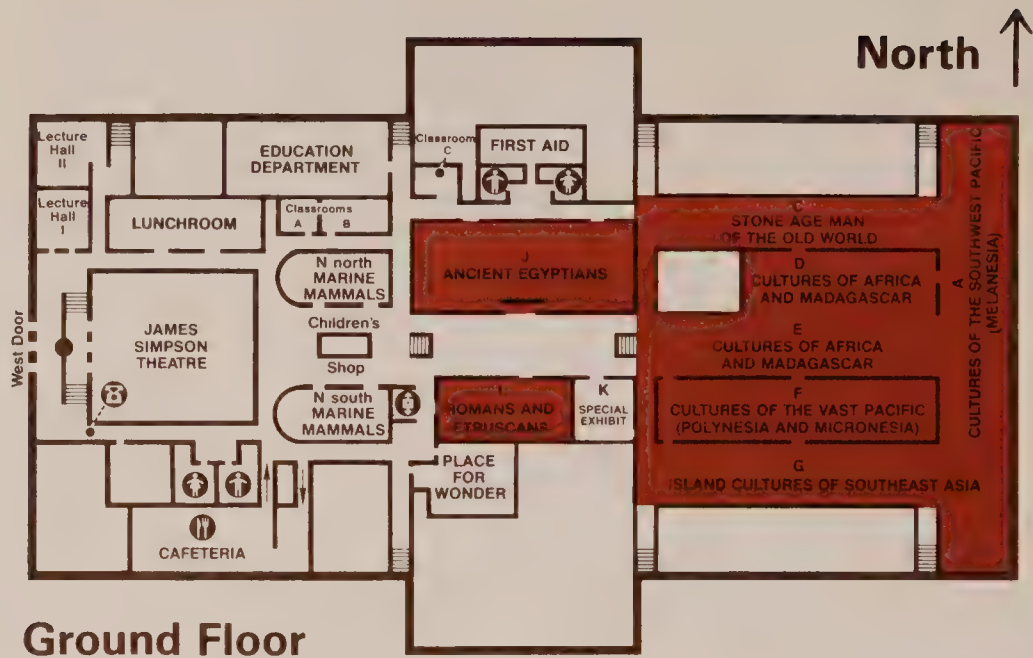 North
Lecture
Hall
II
EDUCATION
DEPARTMENT
Classroom
C
FIRST AID
Lecture
Hall
I
LUNCHROOM
Classrooms
A B
N north
MARINE
MAMMALS
J
ANCIENT EGYPTIANS
C
STONE AGE MAN
OF THE OLD WORLD
D
CULTURES OF AFRICA
AND MADAGASCAR
A
CULTURES OF THE SOUTHWEST PACIFIC
(MELANESIA)
West Door
JAMES
SIMPSON
THEATRE
Children's
Shop
E
CULTURES OF AFRICA
AND MADAGASCAR
N south
MARINE
MAMMALS
I
ROMANS AND
ETRUSCANS
K
SPECIAL
EXHIBIT
F
CULTURES OF THE VAST PACIFIC
(POLYNESIA AND MICRONESIA)
PLACE
FOR
WONDER
G
ISLAND CULTURES OF SOUTHEAST ASIA
CAFETERIA
Ground Floor